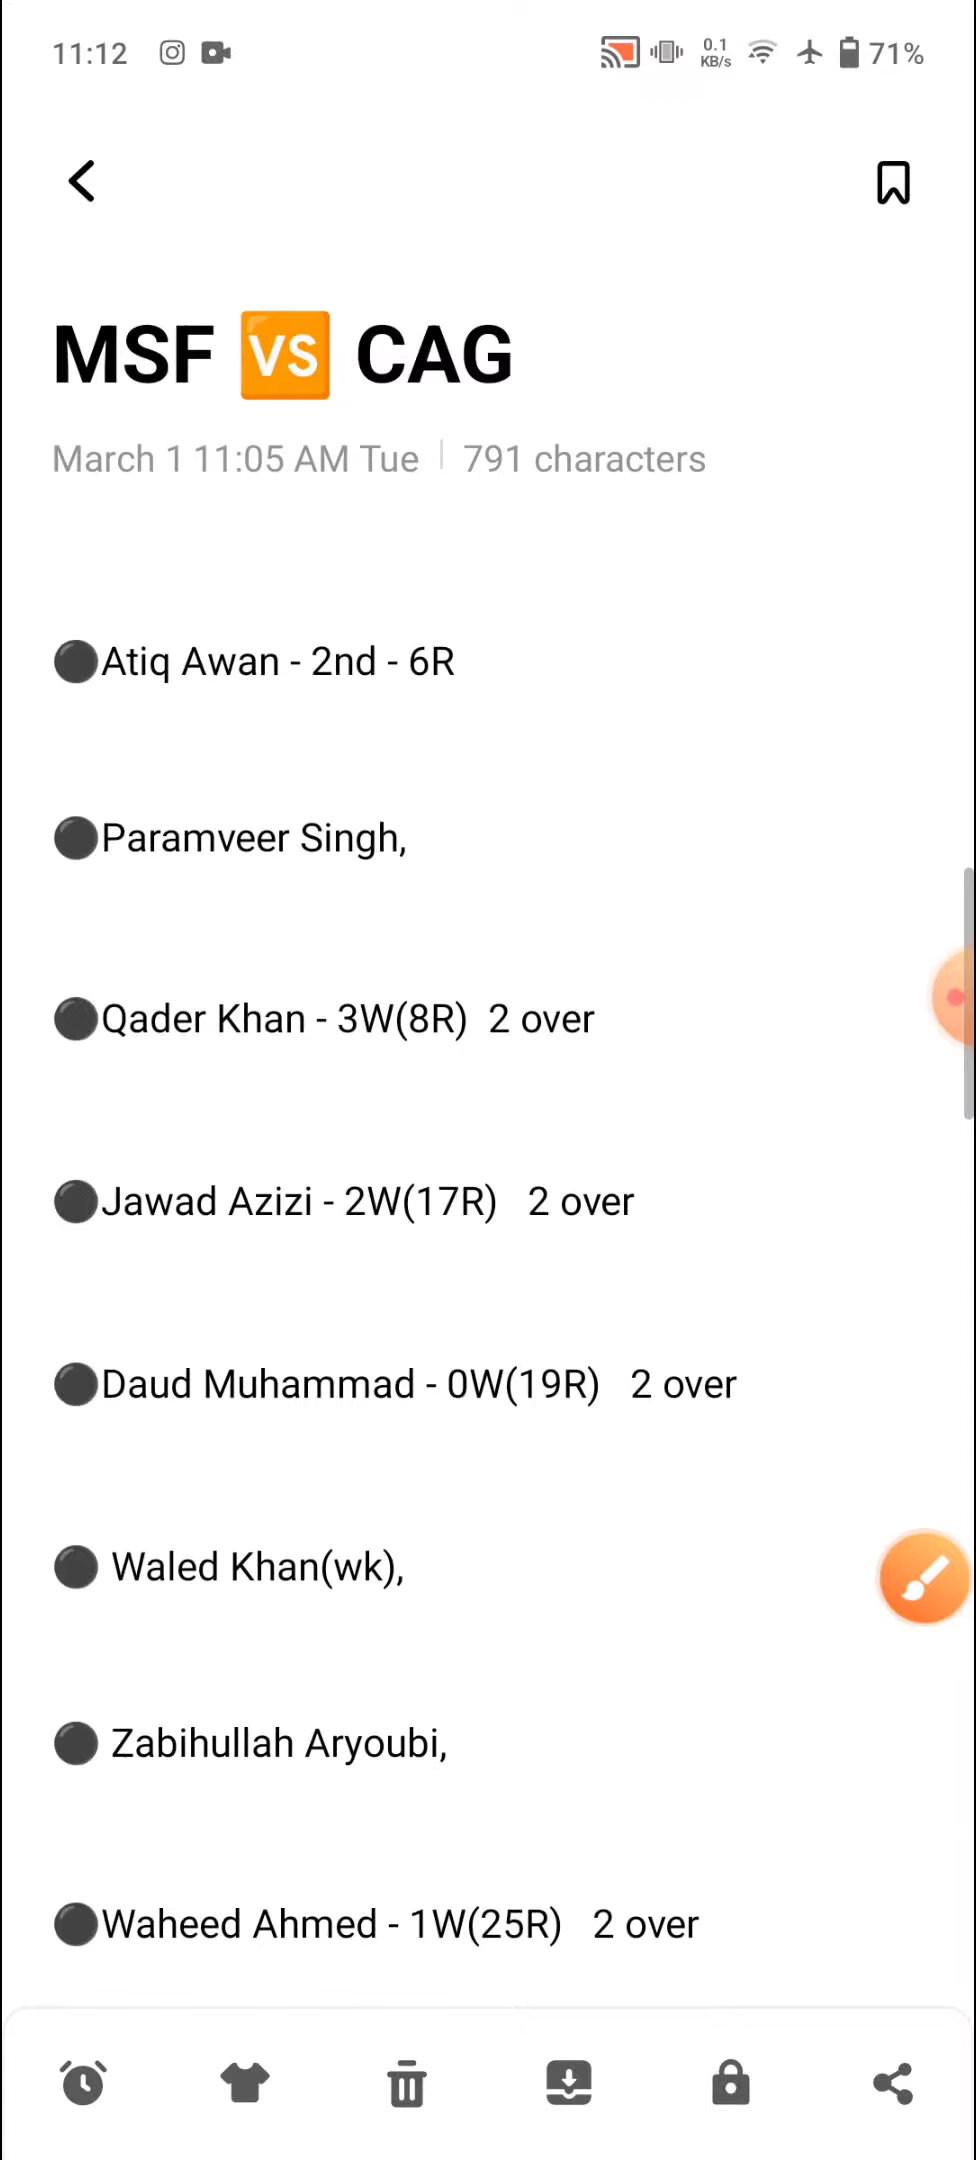 11:12 0.1 KB/s 71%
MSF VS CAG
March 1 11:05 AM Tue | 791 characters
⚫Atiq Awan - 2nd - 6R
⚫Paramveer Singh,
⚫Qader Khan - 3W(8R) 2 over
⚫Jawad Azizi - 2W(17R) 2 over
⚫Daud Muhammad - 0W(19R) 2 over
⚫ Waled Khan(wk),
⚫ Zabihullah Aryoubi,
⚫Waheed Ahmed - 1W(25R) 2 over